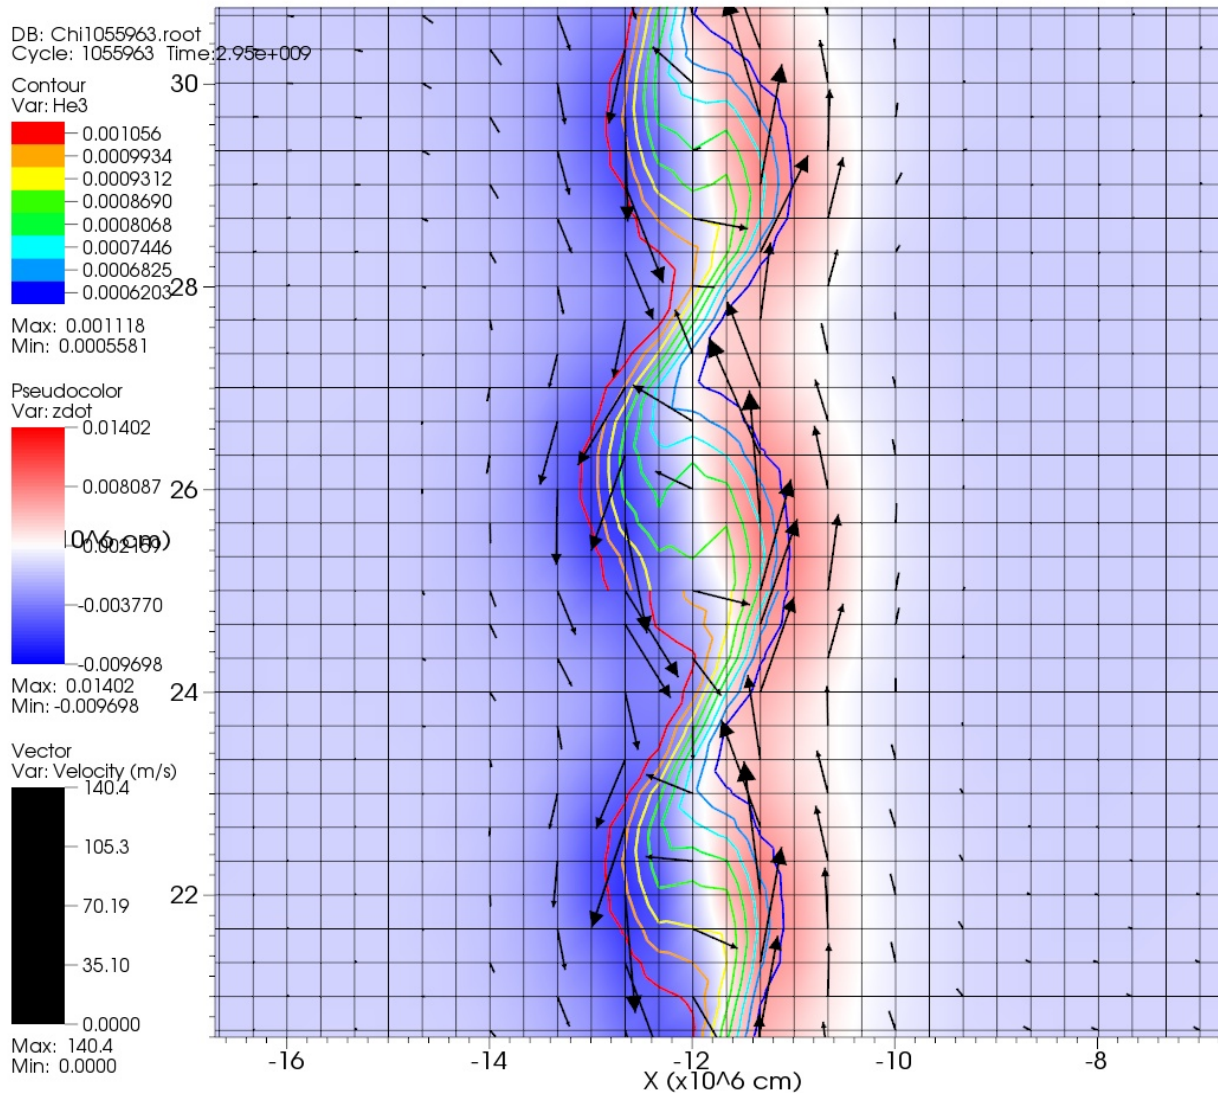 DB: Chi1055963.root
Cycle: 1055963 Time:2.95e+009
Contour
Var: He3
0.001056
0.0009934
0.0009312
0.0008690
0.0008068
0.0007446
0.0006825
0.0006203
Max: 0.001118
Min: 0.0005581
Pseudocolor
Var: zdot
0.01402
0.008087
0^6 cm)
-0.003770
-0.009698
Max: 0.01402
Min: -0.009698
Vector
Var: Velocity (m/s)
140.4
105.3
70.19
35.10
0.0000
Max: 140.4
Min: 0.0000
30
28
26
24
22
-16
-14
-12
-10
-8
X (x10^6 cm)